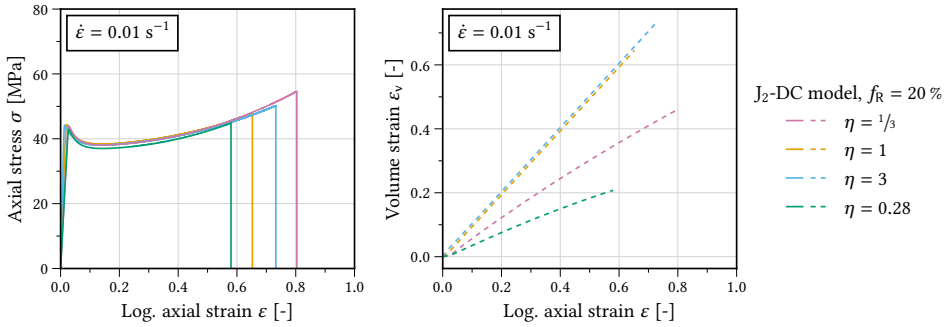 80
60
40
20
0
Axial stress σ [MPa]
ε̇ = 0.01 s⁻¹
0.0 0.2 0.4 0.6 0.8 1.0
Log. axial strain ε [-]
0.6
0.4
0.2
0.0
Volume strain εᵥ [-]
ε̇ = 0.01 s⁻¹
0.0 0.2 0.4 0.6 0.8 1.0
Log. axial strain ε [-]
J₂-DC model, f_R = 20 %
η = ¹/₃
η = 1
η = 3
η = 0.28